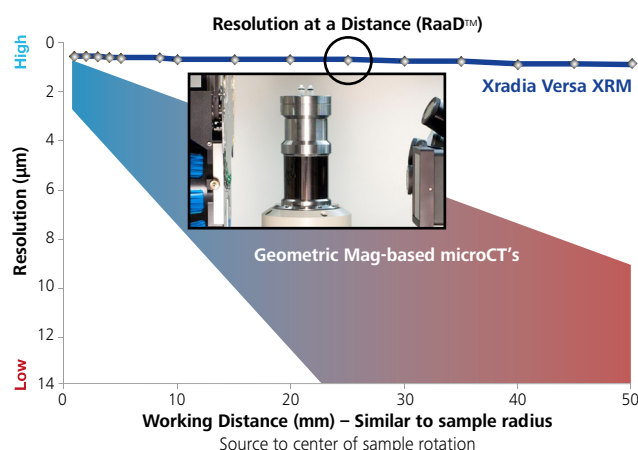 Resolution at a Distance (RaaD™)
High
Resolution (µm)
Low
0
2
4
6
8
10
12
14
Xradia Versa XRM
Geometric Mag-based microCT's
0
10
20
30
40
50
Working Distance (mm) – Similar to sample radius
Source to center of sample rotation